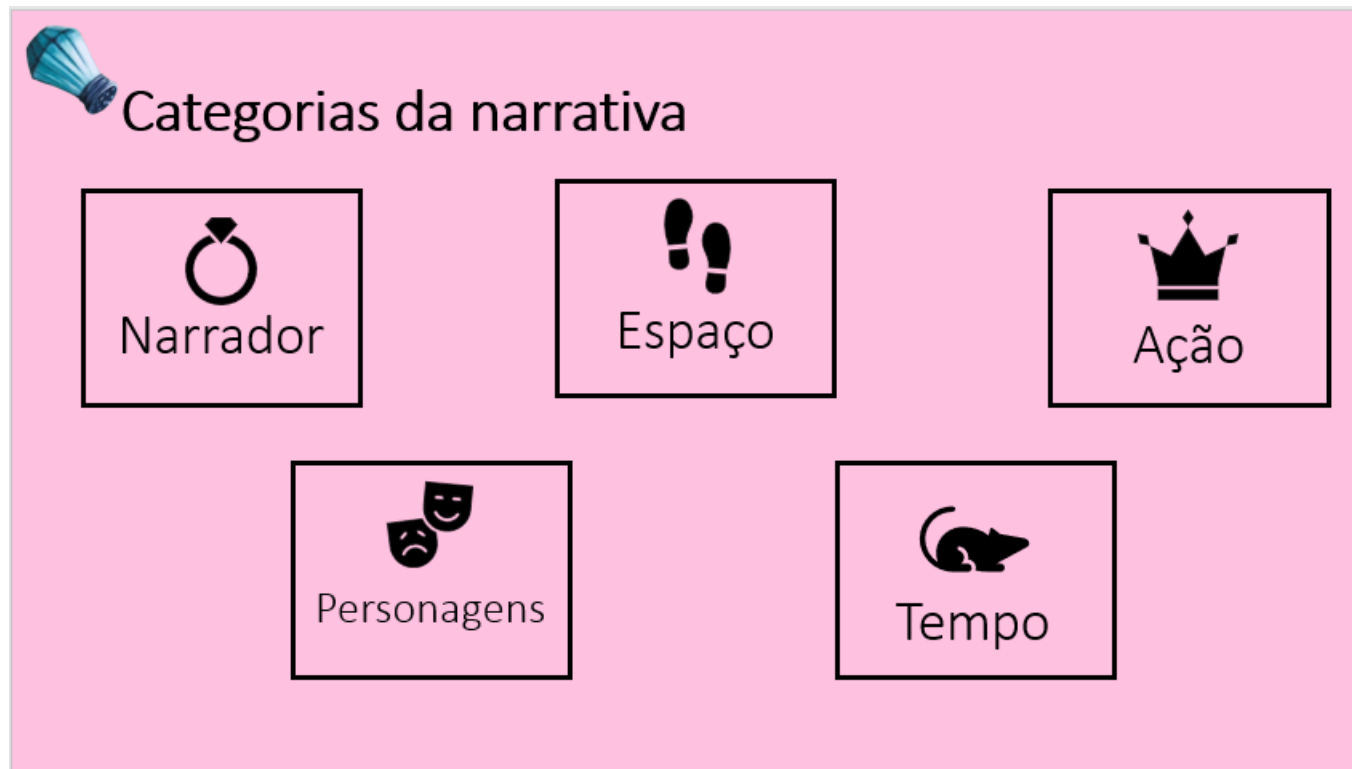 Categorias da narrativa
Narrador
Espaço
Ação
Personagens
Tempo